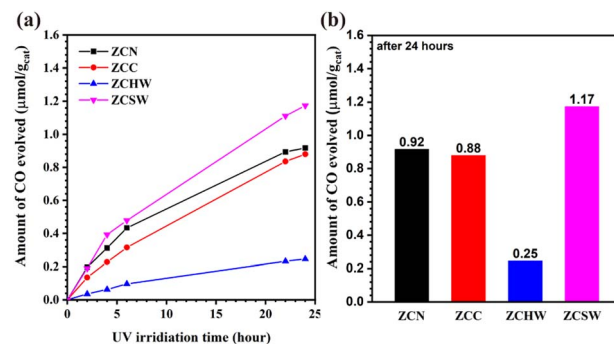 (a)
Amount of CO evolved (μmol/gcat)
1.6
1.4
1.2
1.0
0.8
0.6
0.4
0.2
0.0
ZCN
ZCC
ZCHW
ZCSW
0 5 10 15 20 25
UV irridiation time (hour)
(b)
Amount of CO evolved (μmol/gcat)
1.6
1.4
1.2
1.0
0.8
0.6
0.4
0.2
0.0
after 24 hours
0.92
0.88
0.25
1.17
ZCN ZCC ZCHW ZCSW